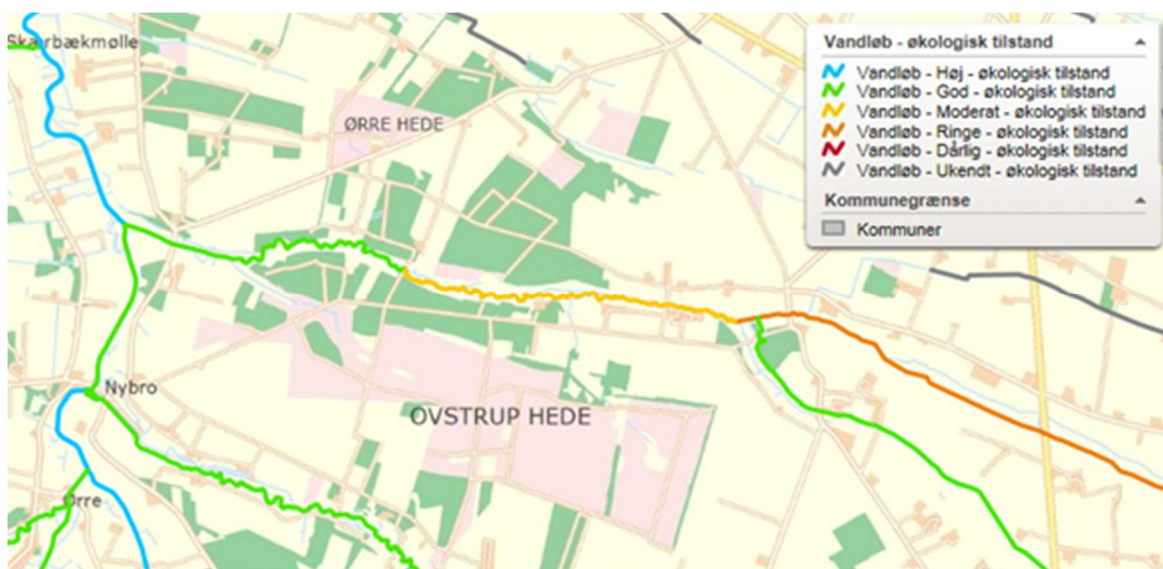 Skærbækmølle
ØRRE HEDE
Nybro
OVSTRUP HEDE
Ørre
Vandløb - økologisk tilstand
Vandløb - Høj - økologisk tilstand
Vandløb - God - økologisk tilstand
Vandløb - Moderat - økologisk tilstand
Vandløb - Ringe - økologisk tilstand
Vandløb - Dårlig - økologisk tilstand
Vandløb - Ukendt - økologisk tilstand
Kommunegrænse
Kommuner